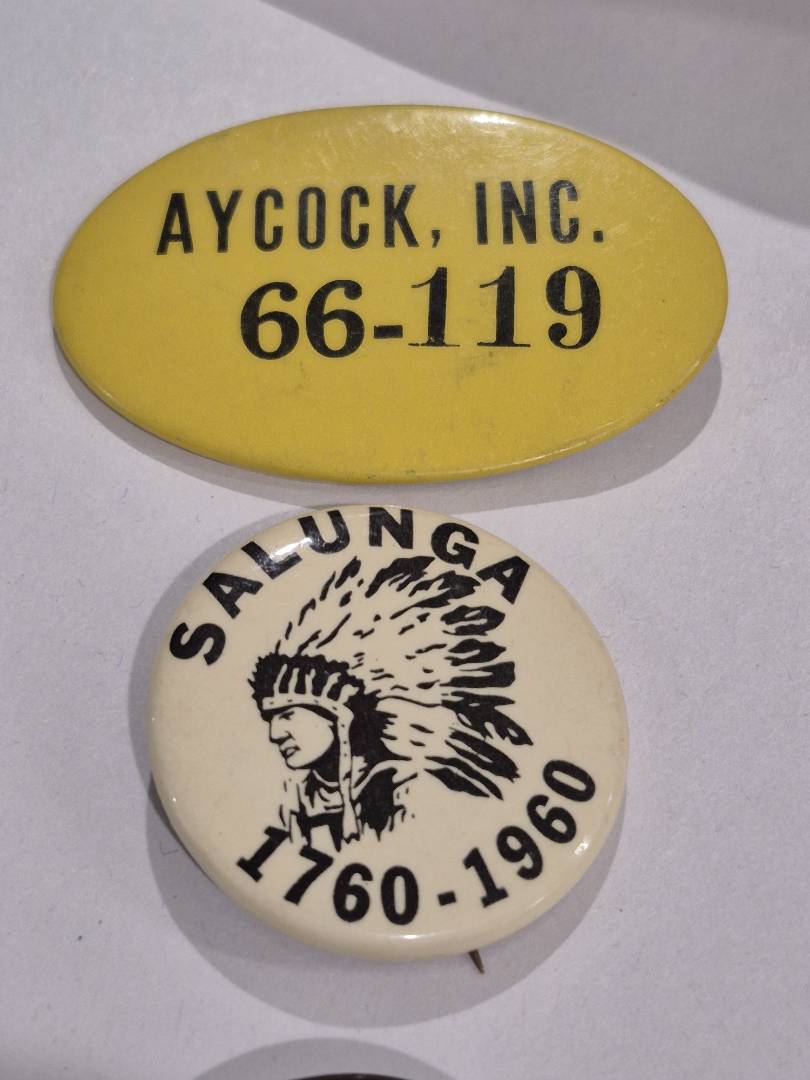 AYCOCK, INC.
66-119
SALUNGA
1760-1960